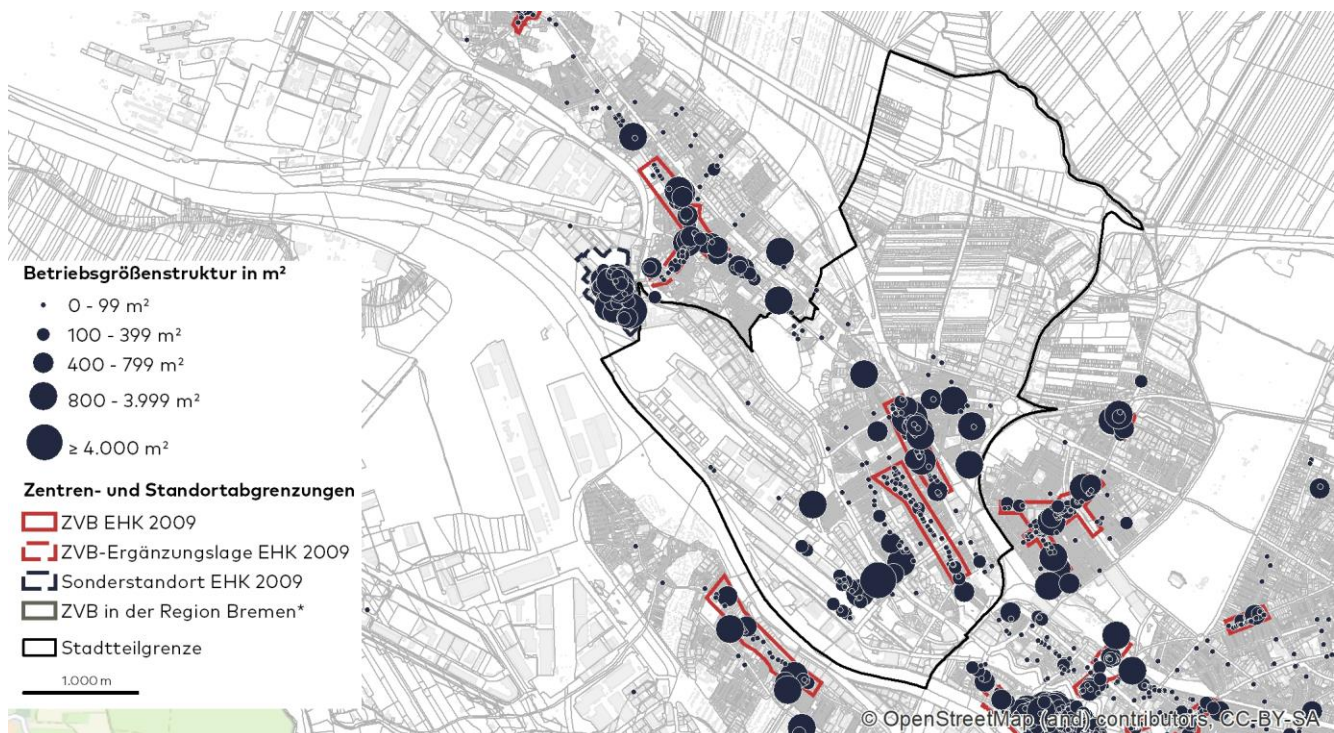 Betriebsgrößenstruktur in m²
0 - 99 m²
100 - 399 m²
400 - 799 m²
800 - 3.999 m²
≥ 4.000 m²
Zentren- und Standortabgrenzungen
ZVB EHK 2009
ZVB-Ergänzungslage EHK 2009
Sonderstandort EHK 2009
ZVB in der Region Bremen*
Stadtteilgrenze
1.000 m
© OpenStreetMap (and) contributors, CC-BY-SA